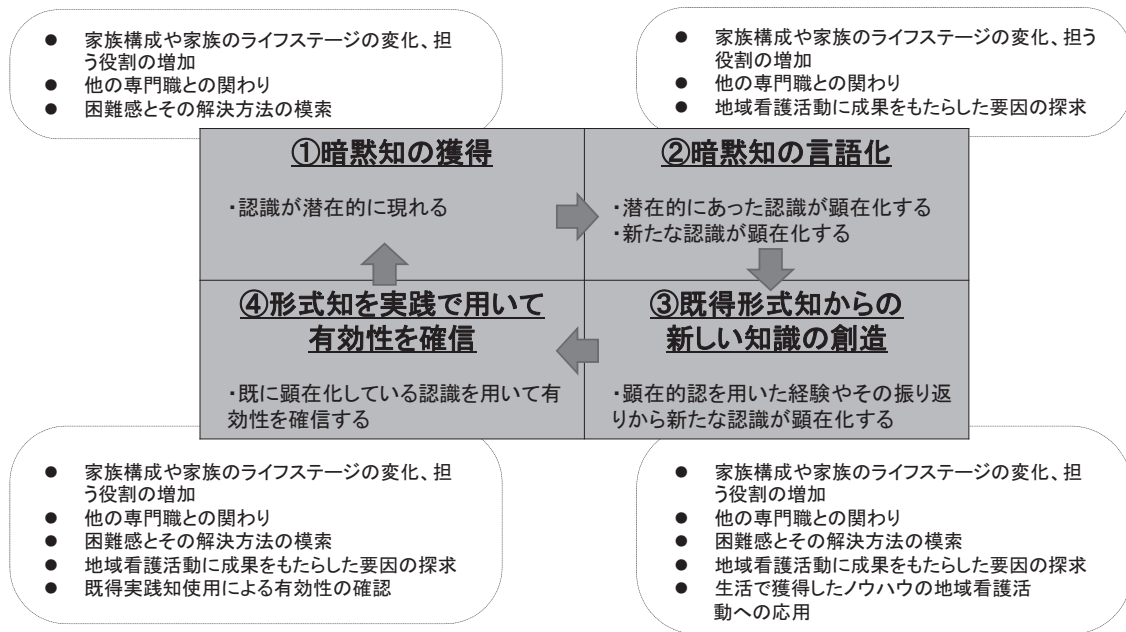 ● 家族構成や家族のライフステージの変化、担
う役割の増加
● 他の専門職との関わり
● 困難感とその解決方法の模索
● 家族構成や家族のライフステージの変化、担う
役割の増加
● 他の専門職との関わり
● 地域看護活動に成果をもたらした要因の探求
①暗黙知の獲得
・認識が潜在的に現れる
②暗黙知の言語化
・潜在的にあった認識が顕在化する
・新たな認識が顕在化する
④形式知を実践で用いて
有効性を確信
・既に顕在化している認識を用いて有
効性を確信する
③既得形式知からの
新しい知識の創造
・顕在的認を用いた経験やその振り返
りから新たな認識が顕在化する
● 家族構成や家族のライフステージの変化、担
う役割の増加
● 他の専門職との関わり
● 困難感とその解決方法の模索
● 地域看護活動に成果をもたらした要因の探求
● 既得実践知使用による有効性の確認
● 家族構成や家族のライフステージの変化、担
う役割の増加
● 他の専門職との関わり
● 困難感とその解決方法の模索
● 地域看護活動に成果をもたらした要因の探求
● 生活で獲得したノウハウの地域看護活
動への応用